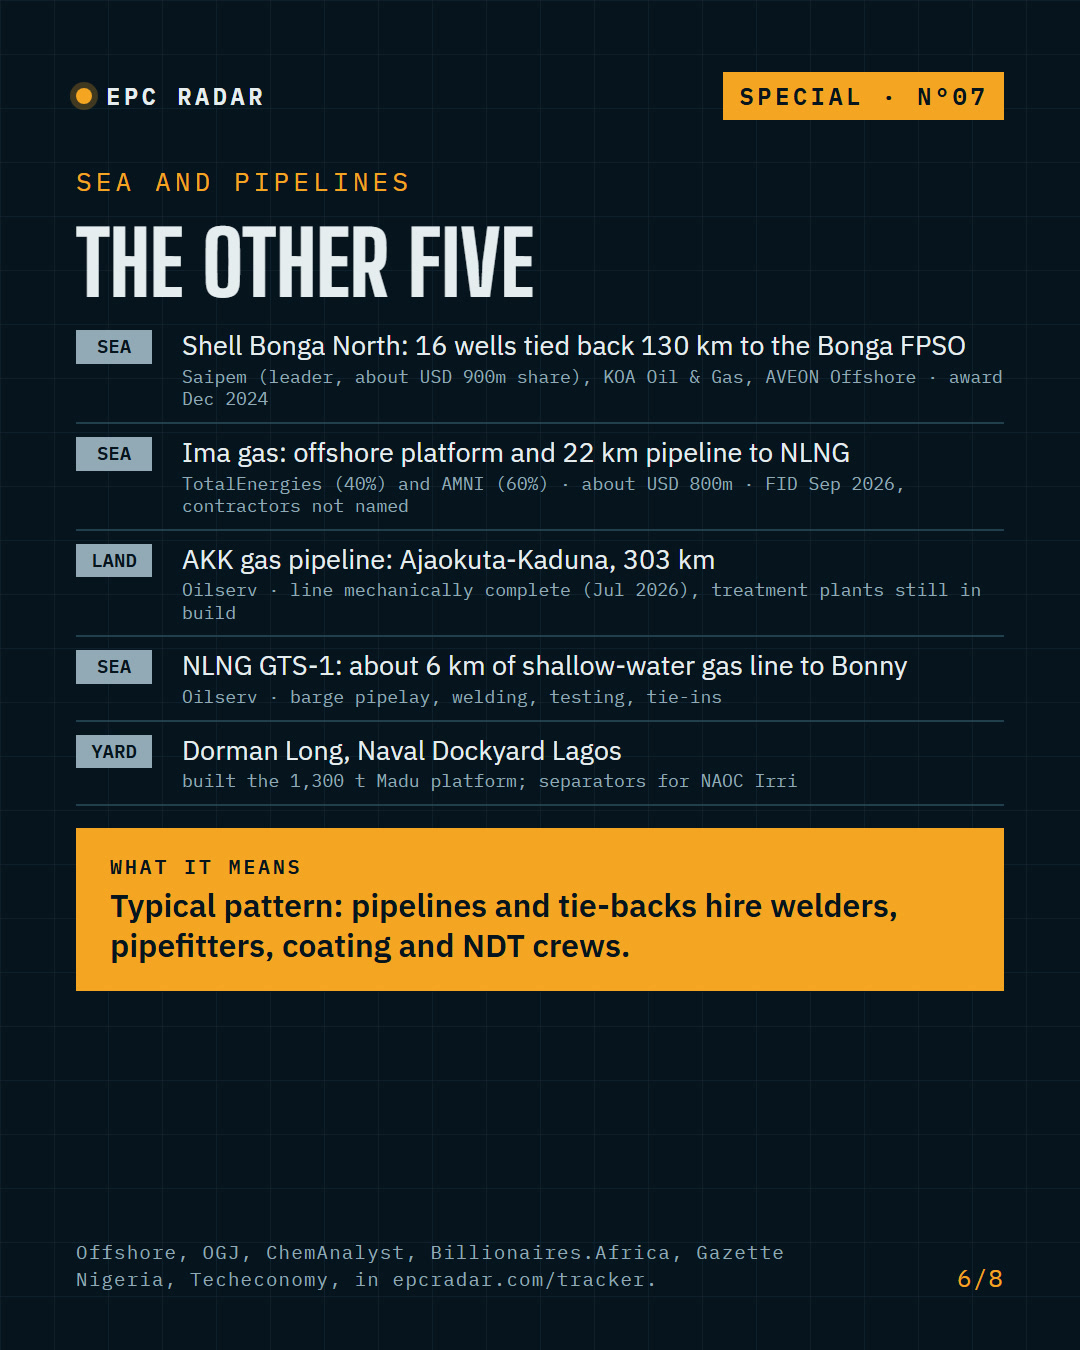 EPC RADAR
SPECIAL · N°07
SEA AND PIPELINES
THE OTHER FIVE
SEA
Shell Bonga North: 16 wells tied back 130 km to the Bonga FPSO
Saipem (leader, about USD 900m share), KOA Oil & Gas, AVEON Offshore · award
Dec 2024
SEA
Ima gas: offshore platform and 22 km pipeline to NLNG
TotalEnergies (40%) and AMNI (60%) · about USD 800m · FID Sep 2026,
contractors not named
LAND
AKK gas pipeline: Ajaokuta-Kaduna, 303 km
Oilserv · line mechanically complete (Jul 2026), treatment plants still in
build
SEA
NLNG GTS-1: about 6 km of shallow-water gas line to Bonny
Oilserv · barge pipelay, welding, testing, tie-ins
YARD
Dorman Long, Naval Dockyard Lagos
built the 1,300 t Madu platform; separators for NAOC Irri
WHAT IT MEANS
Typical pattern: pipelines and tie-backs hire welders,
pipefitters, coating and NDT crews.
Offshore, OGJ, ChemAnalyst, Billionaires.Africa, Gazette
Nigeria, Techeconomy, in epcradar.com/tracker.
6/8